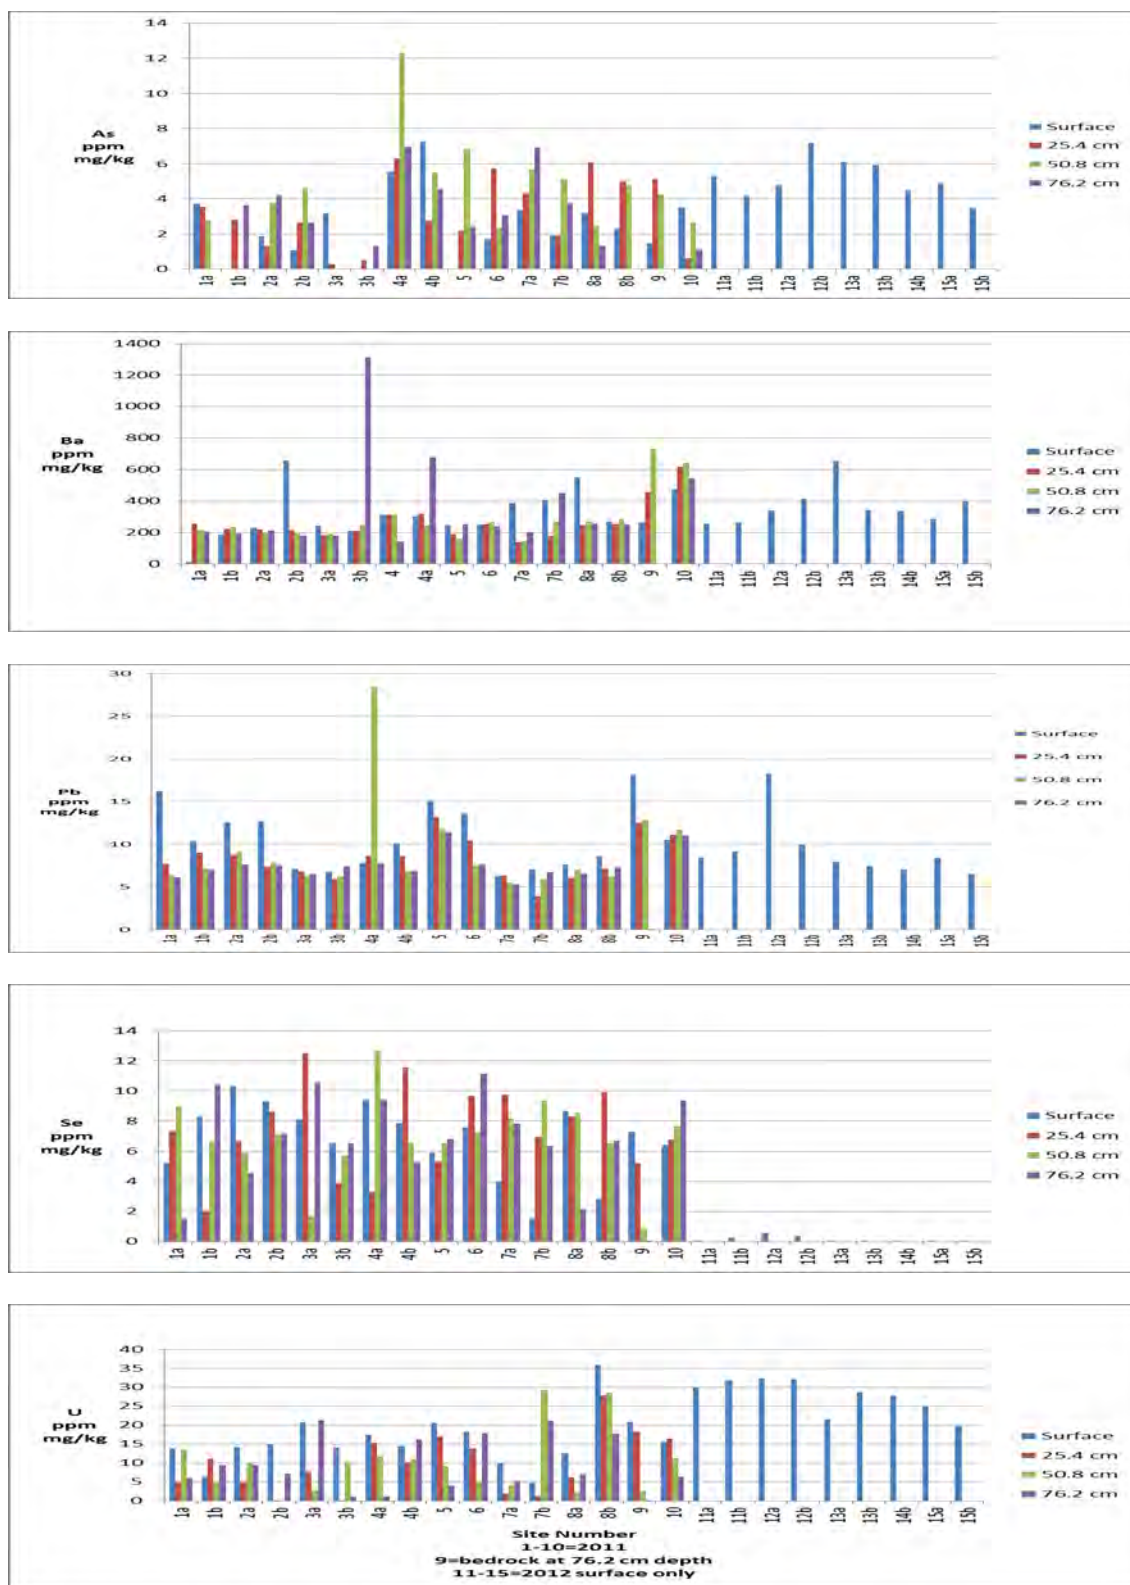 14
12
10
8
6
4
2
0
As
ppm
mg/kg
1a 1b 2a 2b 3a 3b 4a 4b 5 6 7a 7b 8a 8b 9 10 11a 11b 12a 12b 13a 13b 14b 15a 15b
Surface
25.4 cm
50.8 cm
76.2 cm
1400
1200
1000
800
600
400
200
0
Ba
ppm
mg/kg
1a 1b 2a 2b 3a 3b 4 4a 5 6 7a 7b 8a 8b 9 10 11a 11b 12a 12b 13a 13b 14b 15a 15b
Surface
25.4 cm
50.8 cm
76.2 cm
30
25
20
15
10
5
0
Pb
ppm
mg/kg
1a 1b 2a 2b 3a 3b 4a 4b 5 6 7a 7b 8a 8b 9 10 11a 11b 12a 12b 13a 13b 14b 15a 15b
Surface
25.4 cm
50.8 cm
76.2 cm
14
12
10
8
6
4
2
0
Se
ppm
mg/kg
1a 1b 2a 2b 3a 3b 4a 4b 5 6 7a 7b 8a 8b 9 10 11a 11b 12a 12b 13a 13b 14b 15a 15b
Surface
25.4 cm
50.8 cm
76.2 cm
40
35
30
25
20
15
10
5
0
U
ppm
mg/kg
1a 1b 2a 2b 3a 3b 4a 4b 5 6 7a 7b 8a 8b 9 10 11a 11b 12a 12b 13a 13b 14b 15a 15b
Surface
25.4 cm
50.8 cm
76.2 cm
Site Number
1-10=2011
9=bedrock at 76.2 cm depth
11-15=2012 surface only